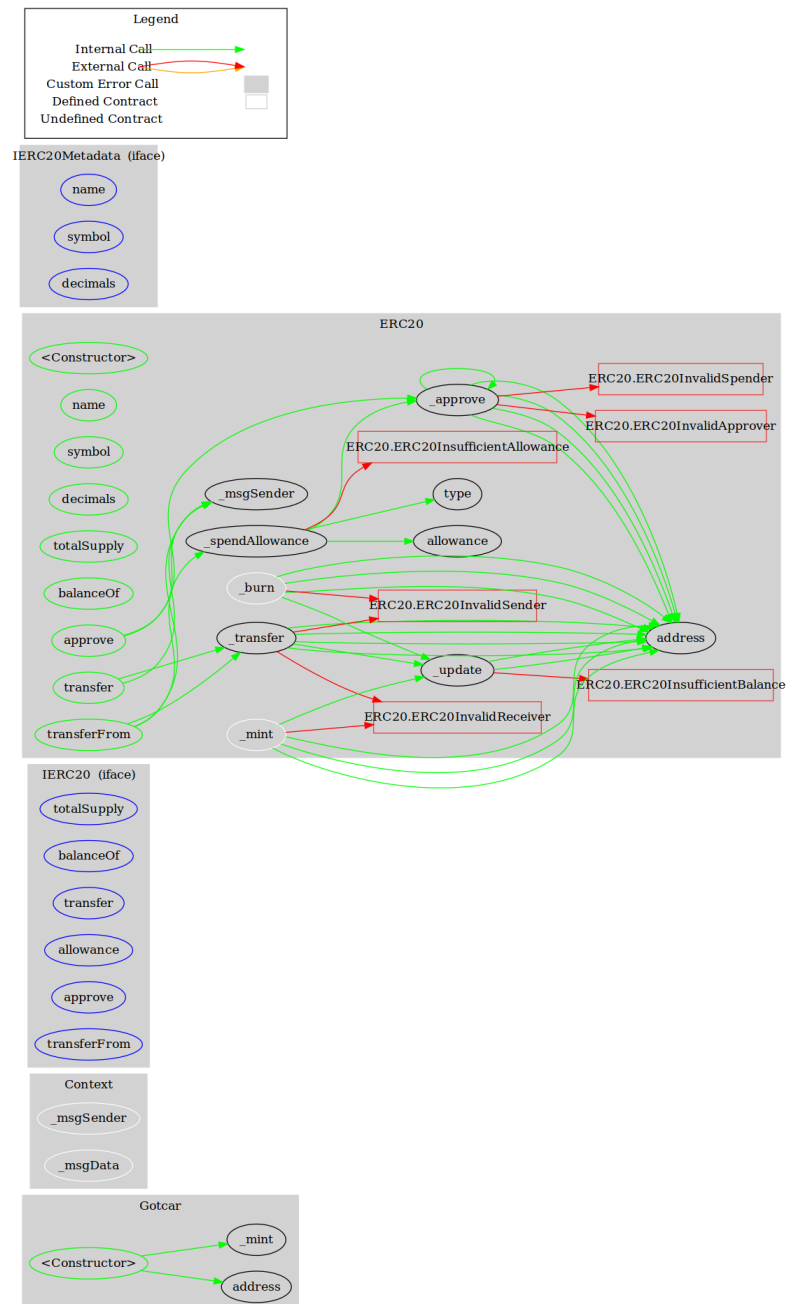 Legend
Internal Call
External Call
Custom Error Call
Defined Contract
Undefined Contract
IERC20Metadata (iface)
name
symbol
decimals
ERC20
<Constructor>
name
symbol
decimals
totalSupply
balanceOf
approve
transfer
transferFrom
_msgSender
_spendAllowance
_burn
_transfer
_mint
_approve
ERC20.ERC20InsufficientAllowance
type
allowance
ERC20.ERC20InvalidSender
_update
ERC20.ERC20InvalidReceiver
ERC20.ERC20InvalidSpender
ERC20.ERC20InvalidApprover
address
ERC20.ERC20InsufficientBalance
IERC20 (iface)
totalSupply
balanceOf
transfer
allowance
approve
transferFrom
Context
_msgSender
_msgData
Gotcar
<Constructor>
_mint
address